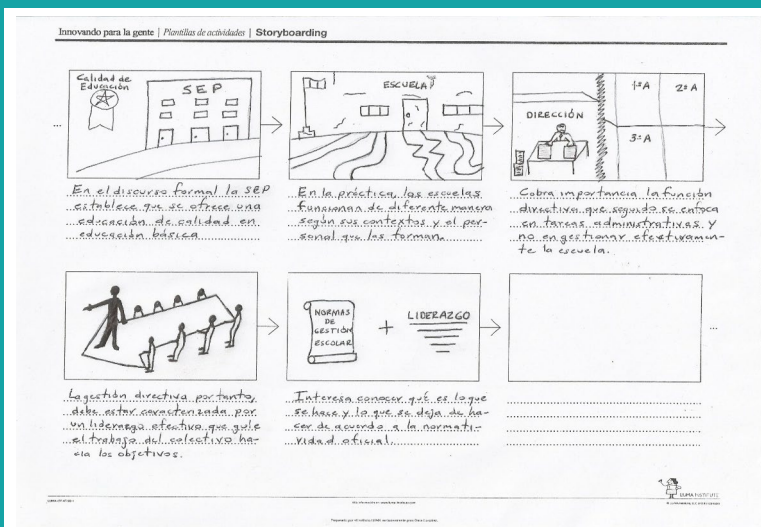 Innovando para la gente | Plantillas de actividades | Storyboarding
Calidad de
Educación
SEP
En el discurso formal la SEP
establece que se ofrece una
educación de calidad en
educación básica
ESCUELA
En la práctica, las escuelas
funcionan de diferente manera
según sus contextos y el per-
sonal que las forman.
DIRECCIÓN
1º A
2º A
3º A
Cobra importancia la función
directiva que seguido se enfoca
en tareas administrativas y
no en gestionar efectivamen-
te la escuela.
La gestión directiva por tanto,
debe estar caracterizada por
un liderazgo efectivo que guíe
el trabajo del colectivo ha-
cia los objetivos.
NORMAS
DE
GESTIÓN
ESCOLAR
+
LIDERAZGO
Interesa conocer qué es lo que
se hace y lo que se deja de ha-
cer de acuerdo a la normati-
vidad oficial.
LUMA INSTITUTE